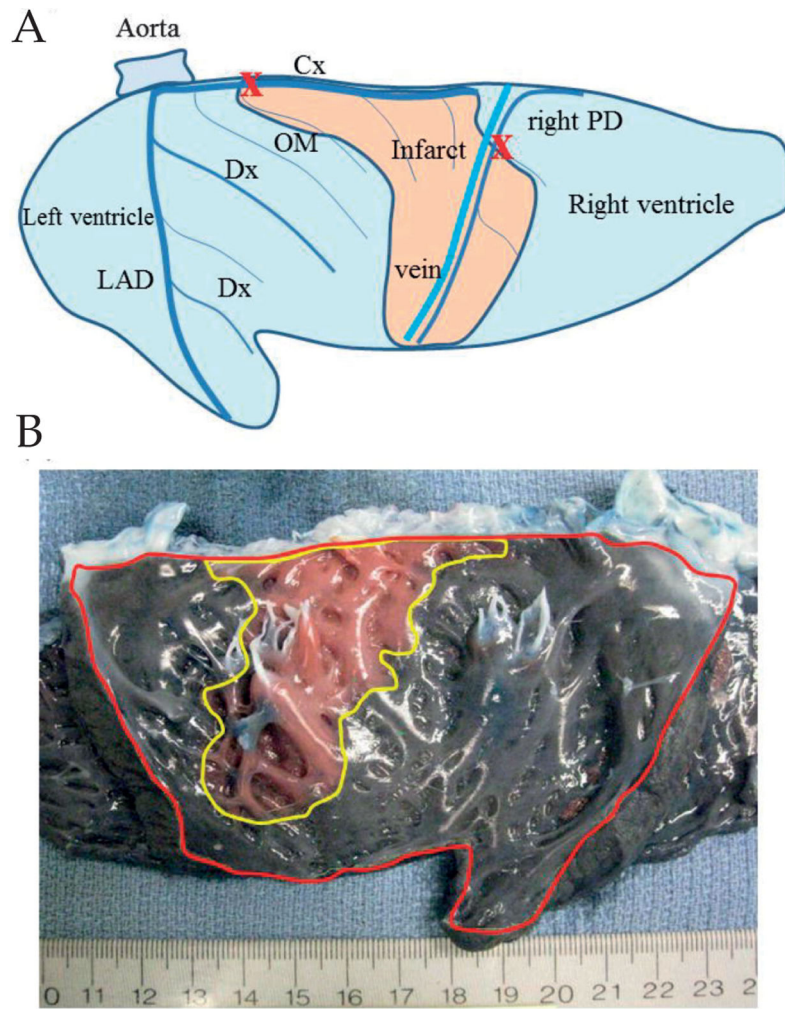 A
Aorta
Cx
X
right PD
X
OM
Infarct
Dx
Right ventricle
Left ventricle
vein
LAD
Dx
B
0 11 12 13 14 15 16 17 18 19 20 21 22 23 2